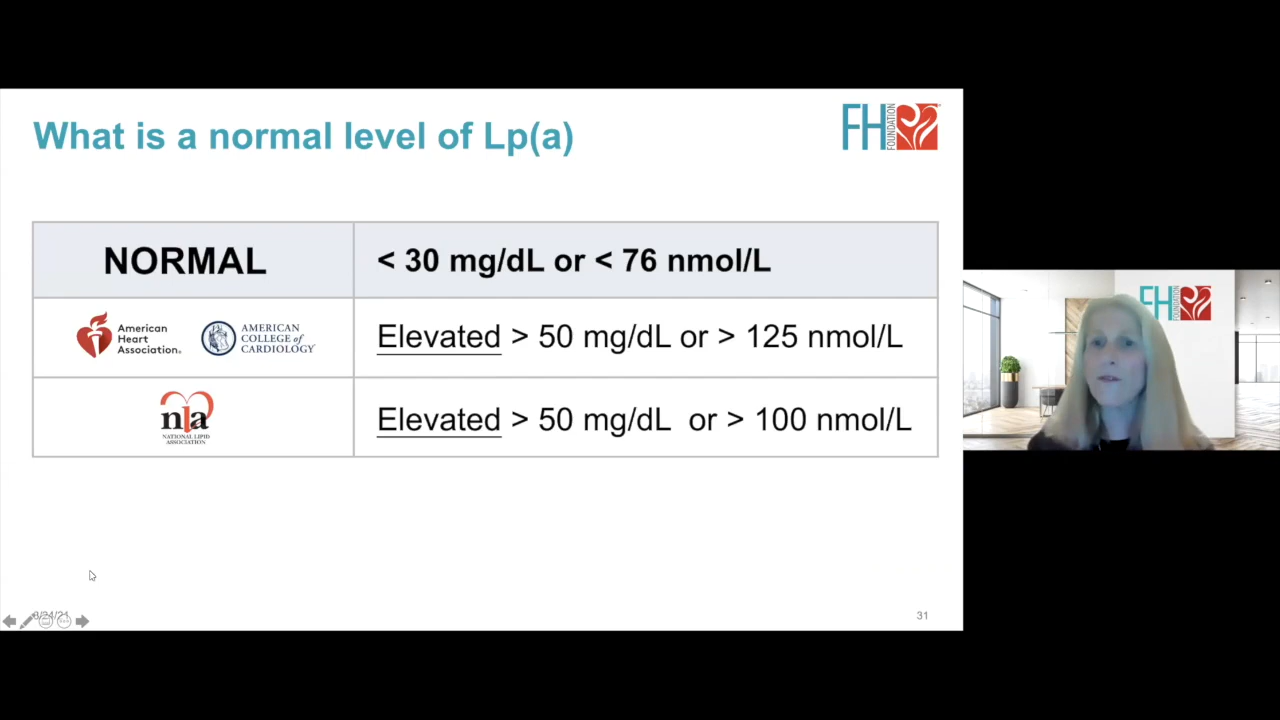 What is a normal level of Lp(a)
FH
FOUNDATION
NORMAL
< 30 mg/dL or < 76 nmol/L
American
Heart
Association®
AMERICAN
COLLEGE of
CARDIOLOGY
Elevated > 50 mg/dL or > 125 nmol/L
nla
NATIONAL LIPID
ASSOCIATION
Elevated > 50 mg/dL or > 100 nmol/L
FH
31